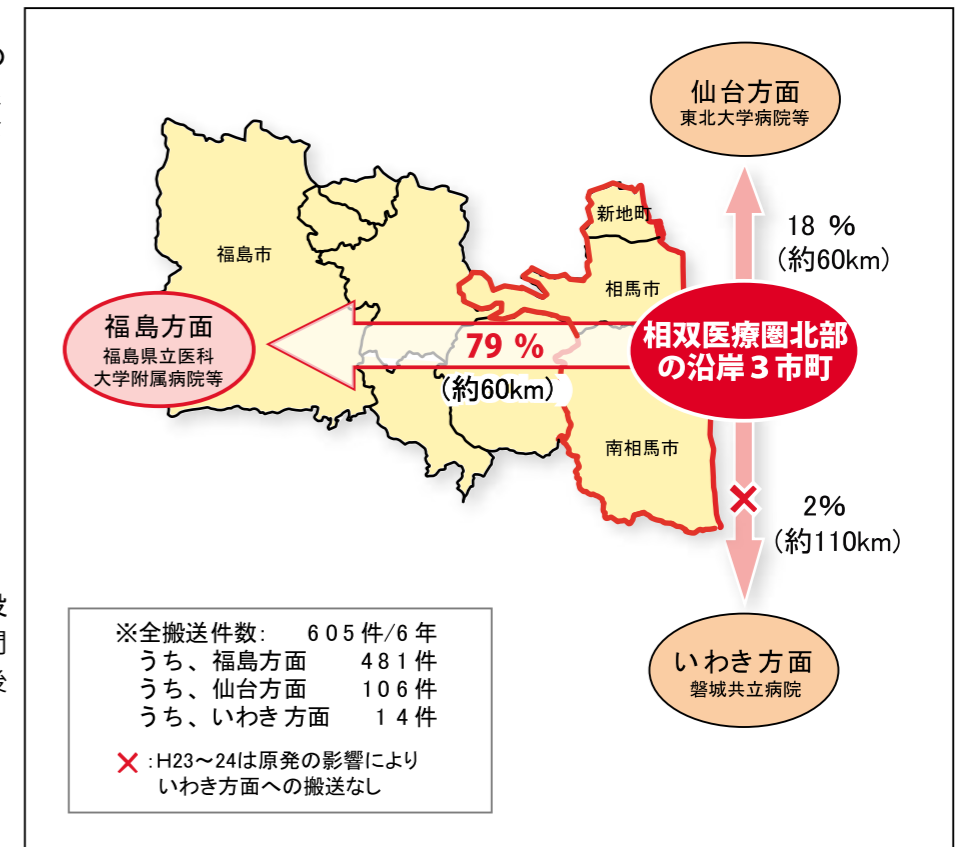 仙台方面
東北大学病院等
18 %
(約60km)
新地町
福島市
相馬市
福島方面
福島県立医科
大学附属病院等
79 %
(約60km)
相双医療圏北部
の沿岸3市町
南相馬市
2%
(約110km)
いわき方面
磐城共立病院
※全搬送件数: 605件/6年
うち、福島方面 481件
うち、仙台方面 106件
うち、いわき方面 14件
×:H23~24は原発の影響により
いわき方面への搬送なし
後